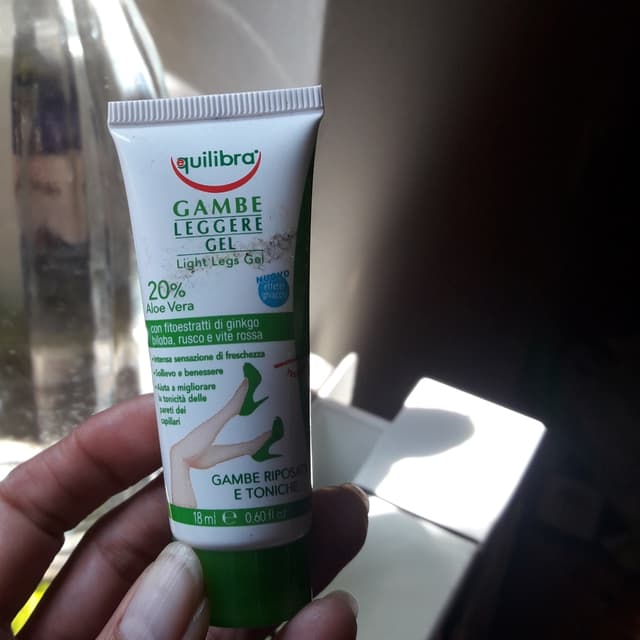 equilibra
GAMBE
LEGGERE
GEL
Light Legs Gel
20%
Aloe Vera
NUOVO
con fitoestratti di ginkgo
biloba, rusco e vite rossa
Intensa sensazione di freschezza
Sollievo e benessere
Aiuta a migliorare
la tonicità delle
pareti dei
capillari
GAMBE RIPOSAT
E TONICHE
18 ml e 0.60 fl